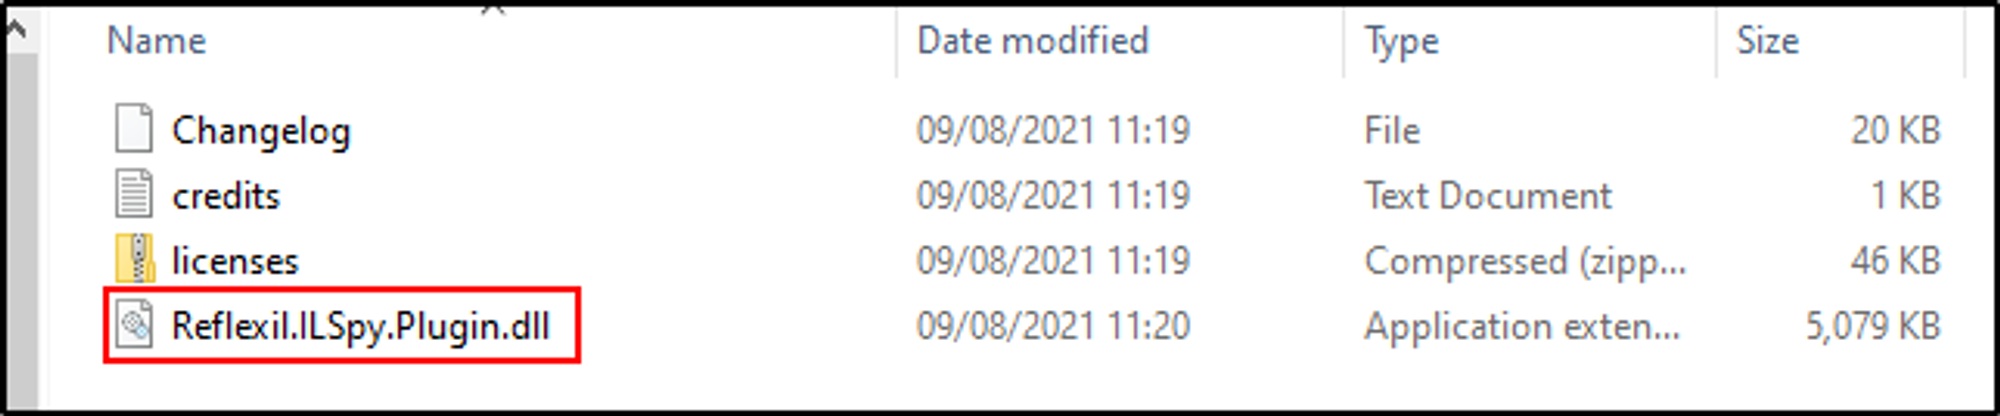 Name Date modified Type Size
Changelog 09/08/2021 11:19 File 20 KB
credits 09/08/2021 11:19 Text Document 1 KB
licenses 09/08/2021 11:19 Compressed (zipp... 46 KB
Reflexil.ILSpy.Plugin.dll 09/08/2021 11:20 Application exten... 5,079 KB